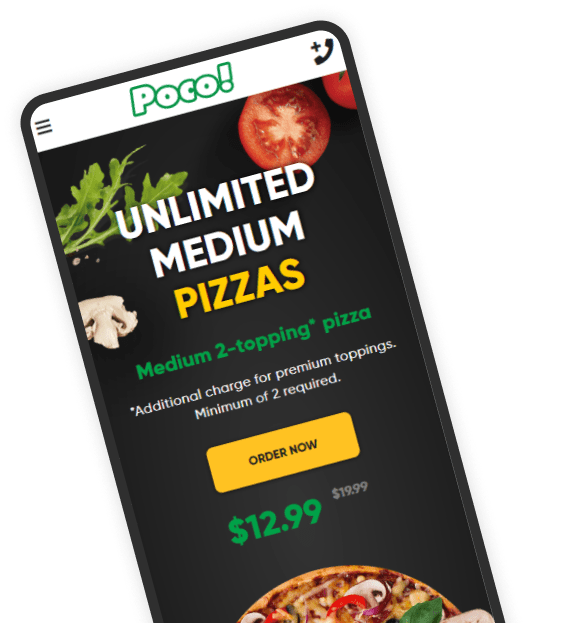 Poco!
UNLIMITED
MEDIUM
PIZZAS
Medium 2-topping* pizza
*Additional charge for premium toppings.
Minimum of 2 required.
ORDER NOW
$12.99 $19.99